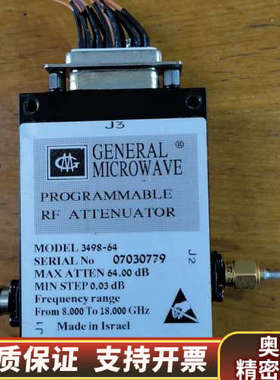 J3
GENERAL ®
MICROWAVE
PROGRAMMABLE
RF ATTENUATOR
MODEL 3498-64
SERIAL No 07030779
MAX ATTEN 64.00 dB
MIN STEP 0.03 dB
Frequency range
From 8.000 To 18.000 GHz
Made in Israel
J1
J2
质保证 支持开
奥
精密